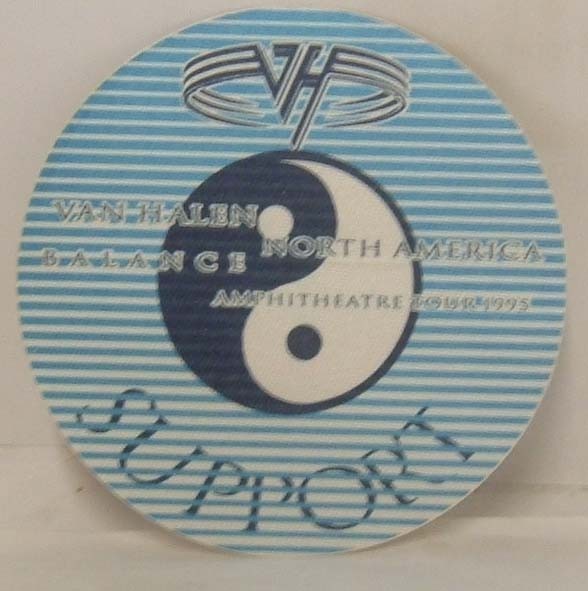 VH
VAN HALEN
NORTH AMERICA
BALANCE
AMPHITHEATRE TOUR 1995
SUPPORT